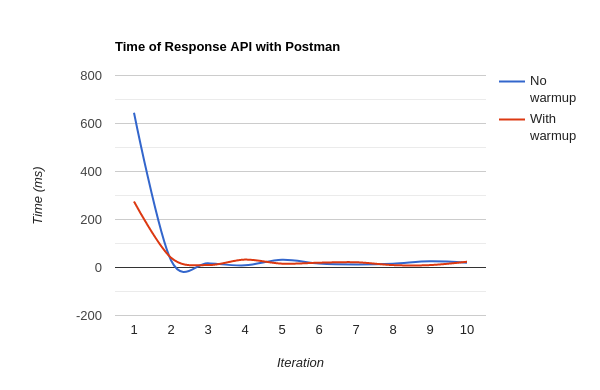 Time of Response API with Postman
800
600
400
200
0
-200
Time (ms)
1 2 3 4 5 6 7 8 9 10
Iteration
No
warmup
With
warmup